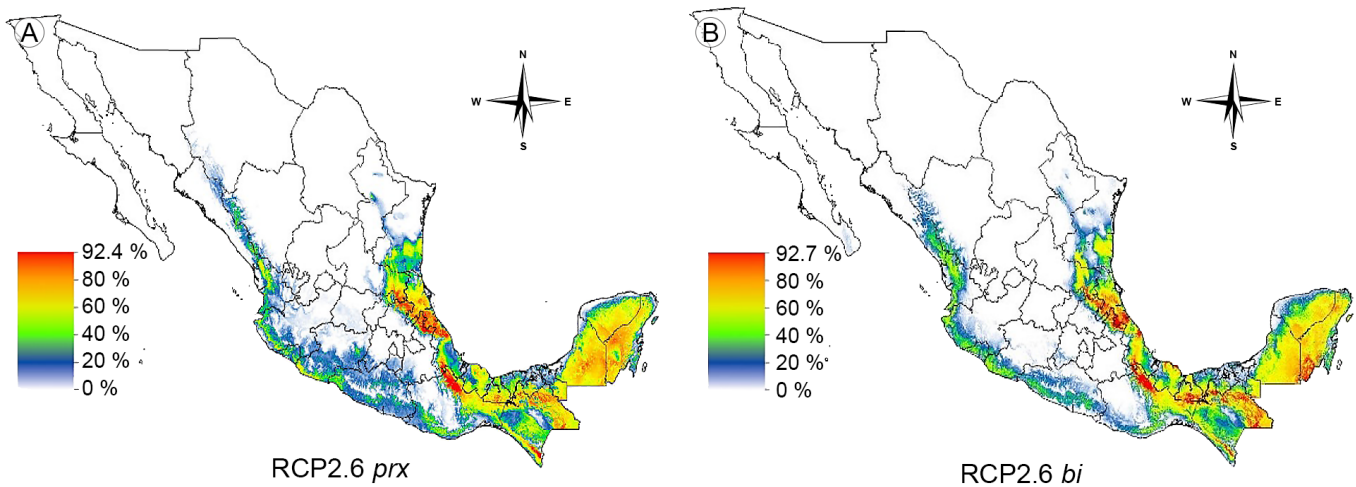 A
N
W E
S
92.4 %
80 %
60 %
40 %
20 %
0 %
RCP2.6 prx
B
N
W E
S
92.7 %
80 %
60 %
40 %
20 %
0 %
RCP2.6 bi